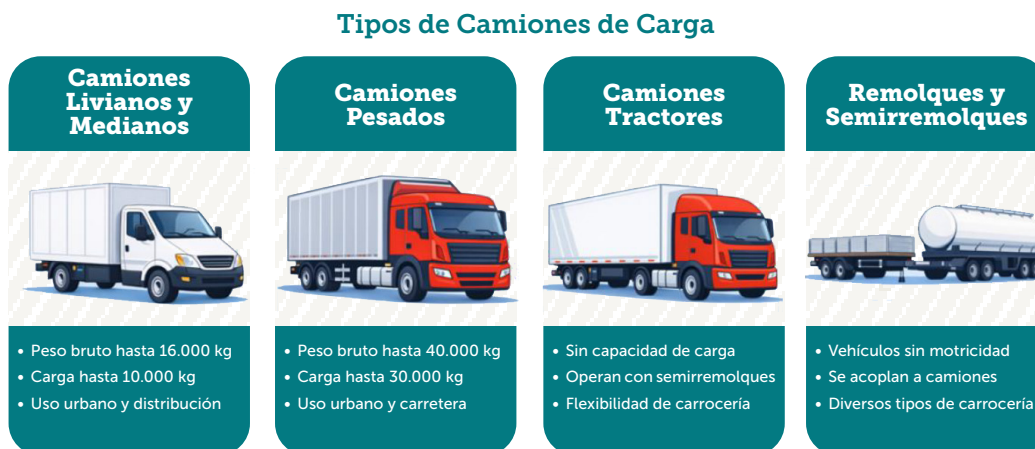 Tipos de Camiones de Carga
Camiones
Livianos y
Medianos
• Peso bruto hasta 16.000 kg
• Carga hasta 10.000 kg
• Uso urbano y distribución
Camiones
Pesados
• Peso bruto hasta 40.000 kg
• Carga hasta 30.000 kg
• Uso urbano y carretera
Camiones
Tractores
• Sin capacidad de carga
• Operan con semirremolques
• Flexibilidad de carrocería
Remolques y
Semirremolques
• Vehículos sin motricidad
• Se acoplan a camiones
• Diversos tipos de carrocería